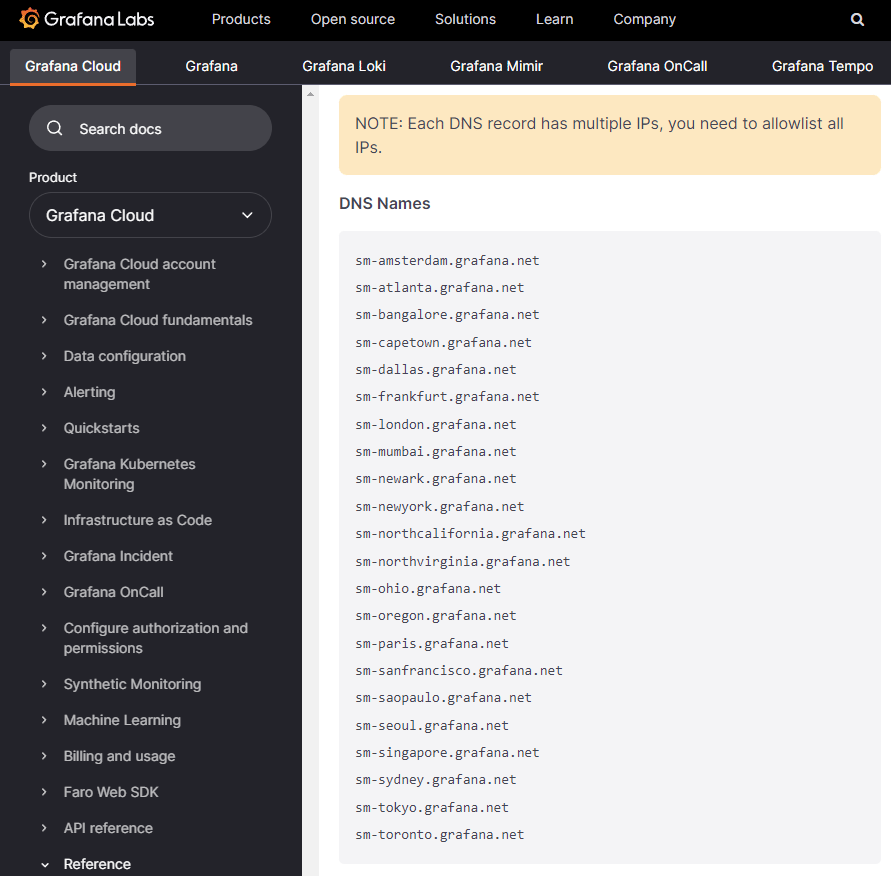 Grafana Labs
Products
Open source
Solutions
Learn
Company
Grafana Cloud
Grafana
Grafana Loki
Grafana Mimir
Grafana OnCall
Grafana Tempo
Search docs
Product
Grafana Cloud
Grafana Cloud account
management
Grafana Cloud fundamentals
Data configuration
Alerting
Quickstarts
Grafana Kubernetes
Monitoring
Infrastructure as Code
Grafana Incident
Grafana OnCall
Configure authorization and
permissions
Synthetic Monitoring
Machine Learning
Billing and usage
Faro Web SDK
API reference
Reference
NOTE: Each DNS record has multiple IPs, you need to allowlist all
IPs.
DNS Names
sm-amsterdam.grafana.net
sm-atlanta.grafana.net
sm-bangalore.grafana.net
sm-capetown.grafana.net
sm-dallas.grafana.net
sm-frankfurt.grafana.net
sm-london.grafana.net
sm-mumbai.grafana.net
sm-newark.grafana.net
sm-newyork.grafana.net
sm-northcalifornia.grafana.net
sm-northvirginia.grafana.net
sm-ohio.grafana.net
sm-oregon.grafana.net
sm-paris.grafana.net
sm-sanfrancisco.grafana.net
sm-saopaulo.grafana.net
sm-seoul.grafana.net
sm-singapore.grafana.net
sm-sydney.grafana.net
sm-tokyo.grafana.net
sm-toronto.grafana.net